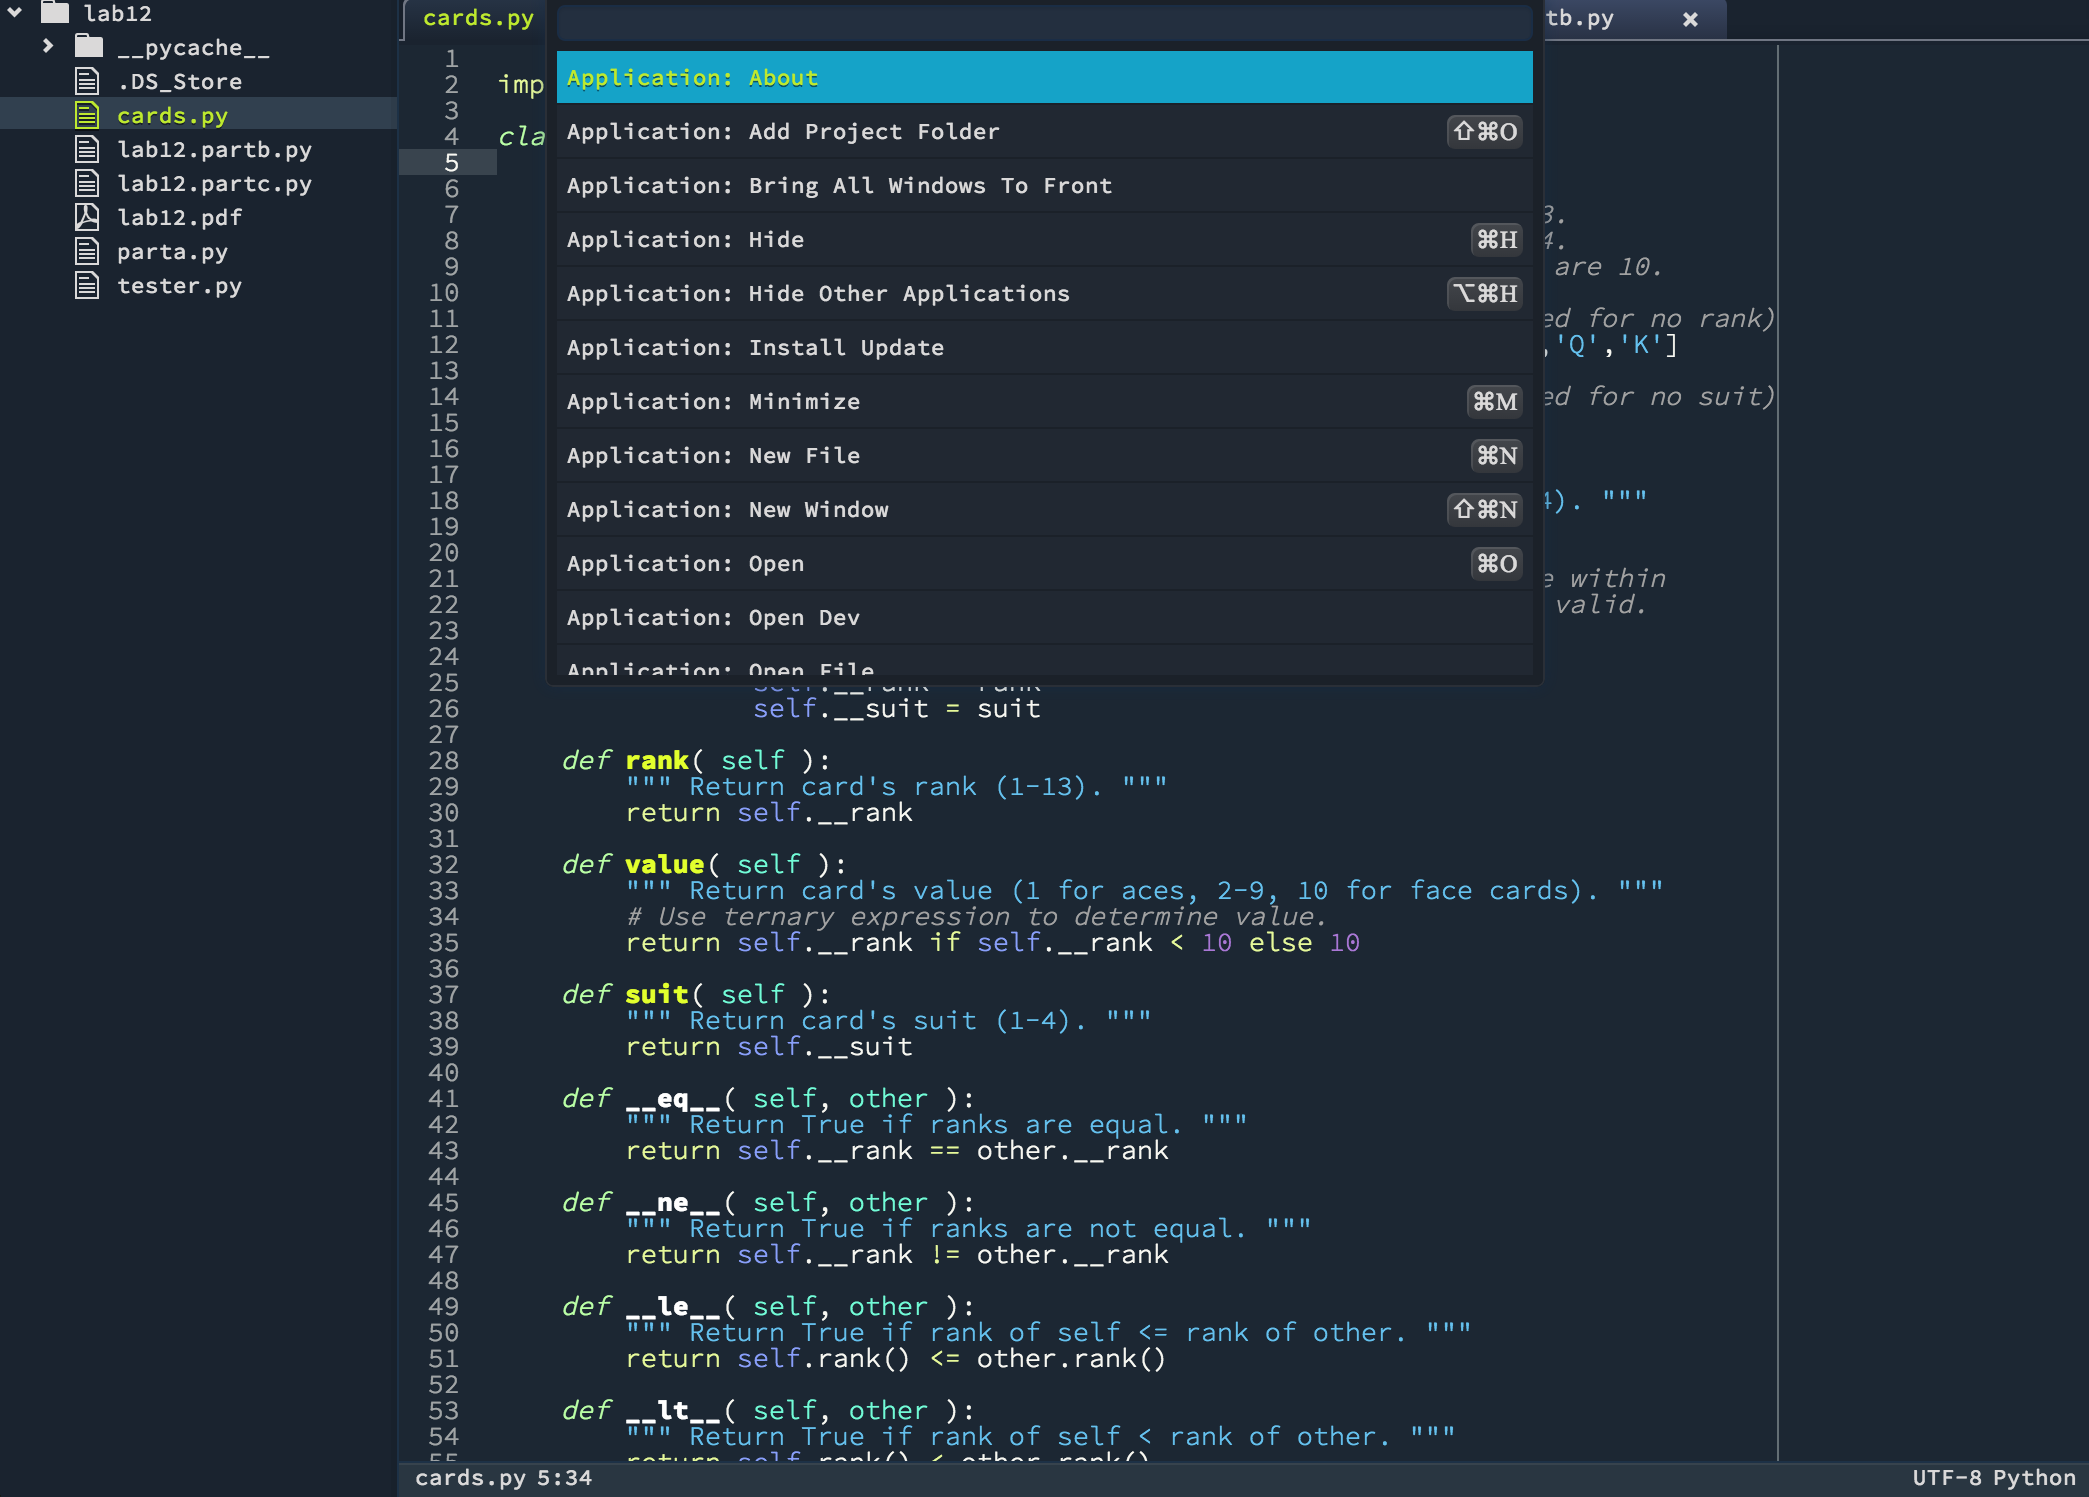 lab12
__pycache__
.DS_Store
cards.py
lab12.partb.py
lab12.partc.py
lab12.pdf
parta.py
tester.py
cards.py
tb.py
Application: About
Application: Add Project Folder ⇧⌘O
Application: Bring All Windows To Front
Application: Hide ⌘H
Application: Hide Other Applications ⌥⌘H
Application: Install Update
Application: Minimize ⌘M
Application: New File ⌘N
Application: New Window ⇧⌘N
Application: Open ⌘O
Application: Open Dev
Application: Open File
1
2 imp
3
4 cla
5
6
7 3.
8 4.
9 are 10.
10
11 ed for no rank)
12 ,'Q','K']
13
14 ed for no suit)
15
16
17
18 4). """
19
20
21 e within
22 valid.
23
24
25 self.__rank = rank
26 self.__suit = suit
27
28 def rank( self ):
29 """ Return card's rank (1-13). """
30 return self.__rank
31
32 def value( self ):
33 """ Return card's value (1 for aces, 2-9, 10 for face cards). """
34 # Use ternary expression to determine value.
35 return self.__rank if self.__rank < 10 else 10
36
37 def suit( self ):
38 """ Return card's suit (1-4). """
39 return self.__suit
40
41 def __eq__( self, other ):
42 """ Return True if ranks are equal. """
43 return self.__rank == other.__rank
44
45 def __ne__( self, other ):
46 """ Return True if ranks are not equal. """
47 return self.__rank != other.__rank
48
49 def __le__( self, other ):
50 """ Return True if rank of self <= rank of other. """
51 return self.rank() <= other.rank()
52
53 def __lt__( self, other ):
54 """ Return True if rank of self < rank of other. """
55 return self.rank() < other.rank()
cards.py 5:34
UTF-8 Python